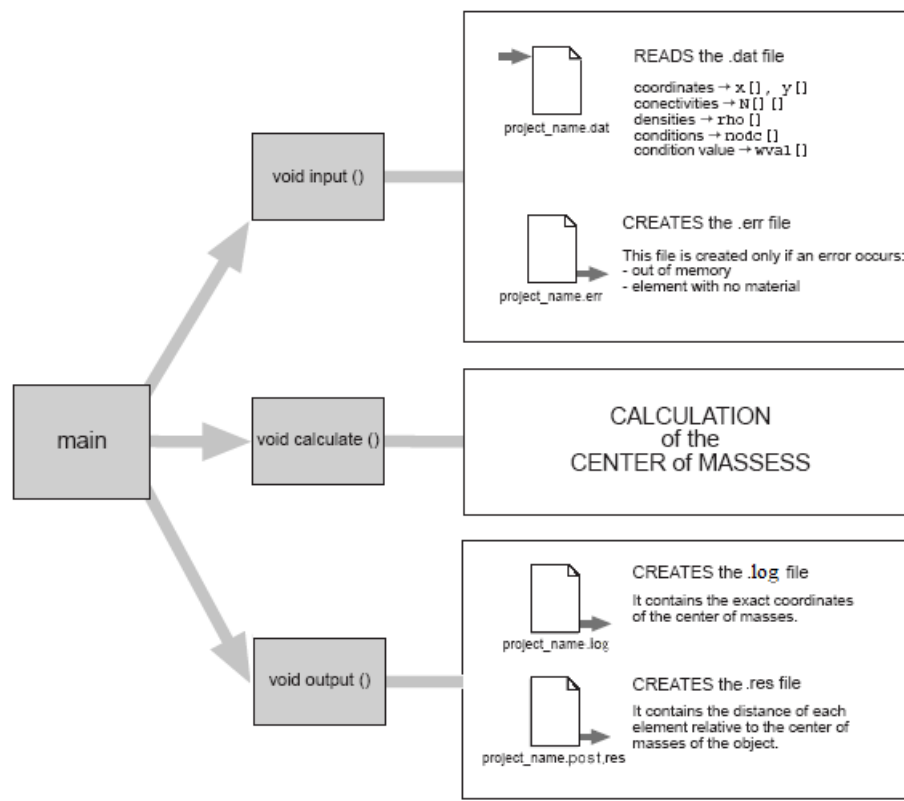 main
void input ()
READS the .dat file
coordinates → x[], y[]
conectivities → N[][]
densities → rho[]
conditions → nodc[]
condition value → wval[]
project_name.dat
CREATES the .err file
This file is created only if an error occurs:
- out of memory
- element with no material
project_name.err
void calculate ()
CALCULATION
of the
CENTER of MASSESS
void output ()
CREATES the .log file
It contains the exact coordinates
of the center of masses.
project_name.log
CREATES the .res file
It contains the distance of each
element relative to the center of
masses of the object.
project_name.post.res